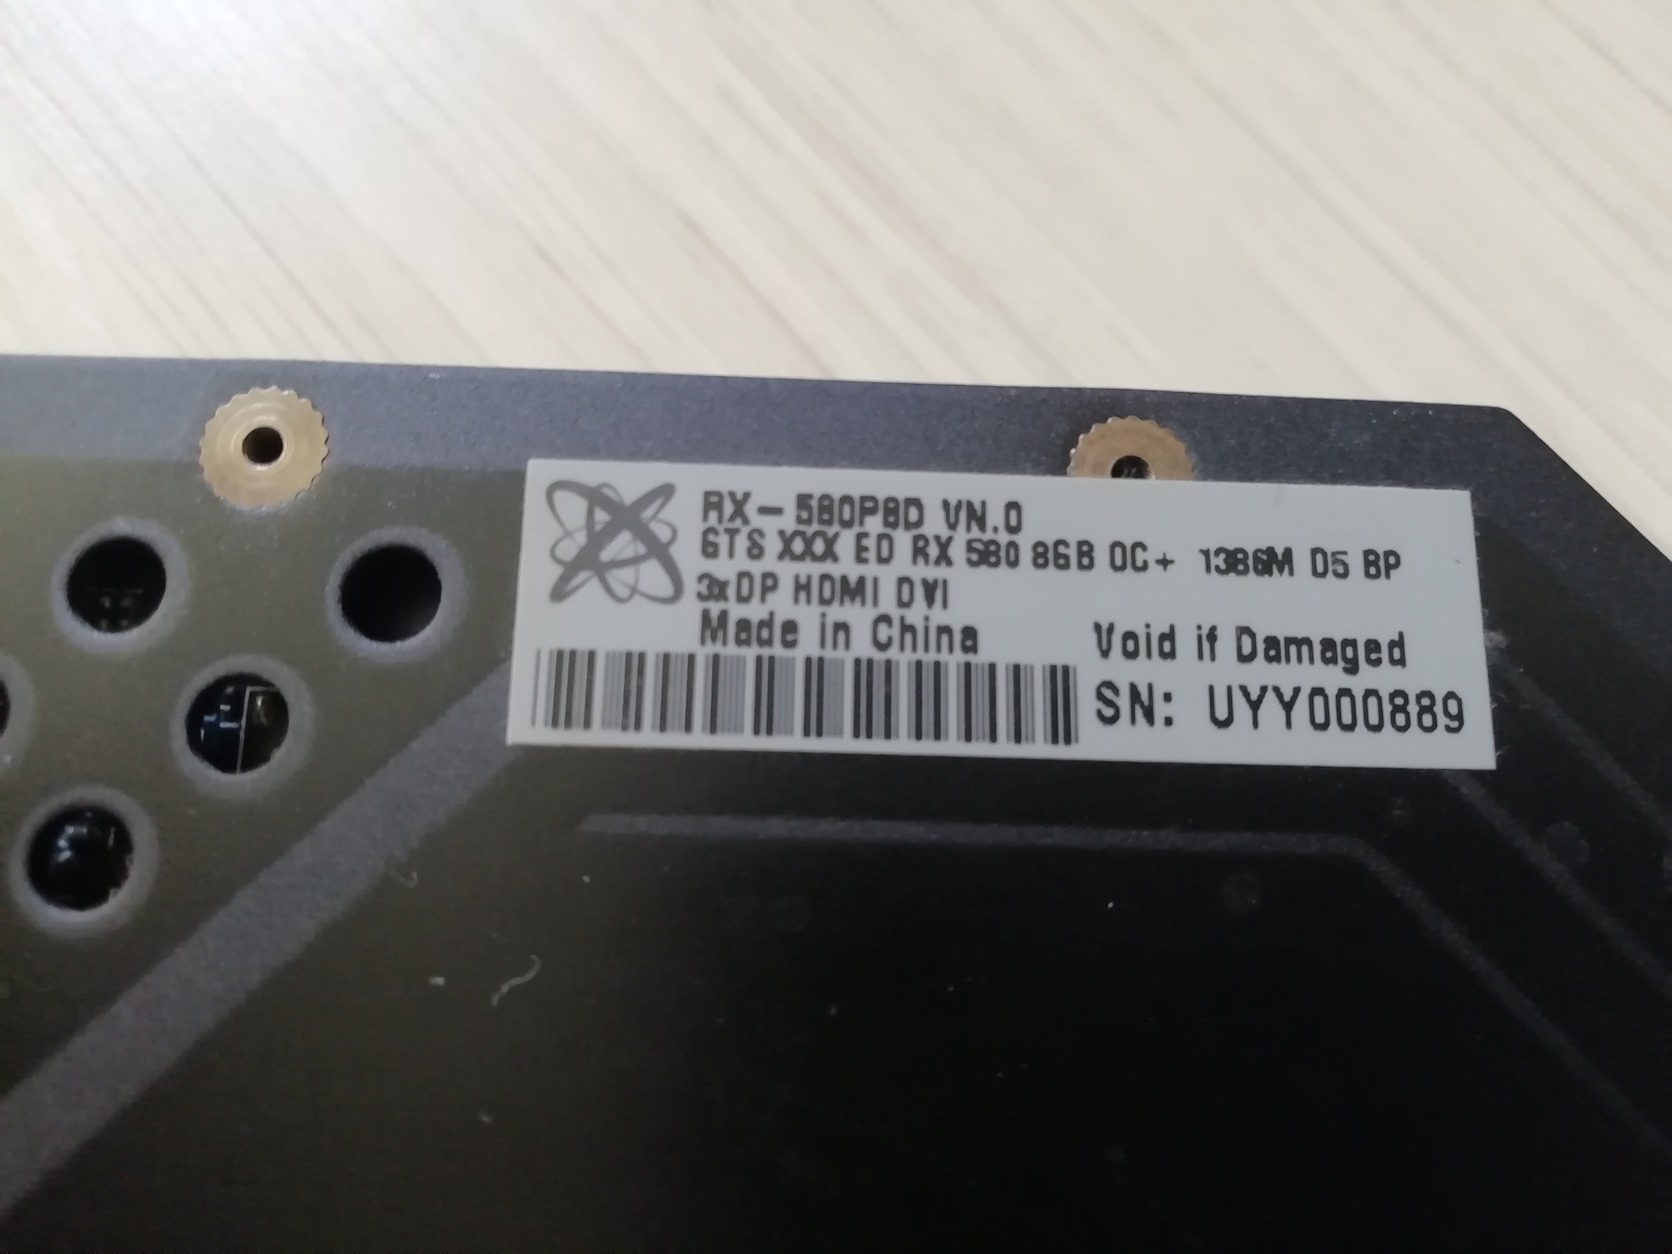 RX-580P8D VN.0
GTS XXX ED RX 580 8GB OC+ 1386M D5 BP
3xDP HDMI DVI
Made in China
Void if Damaged
SN: UYY000889